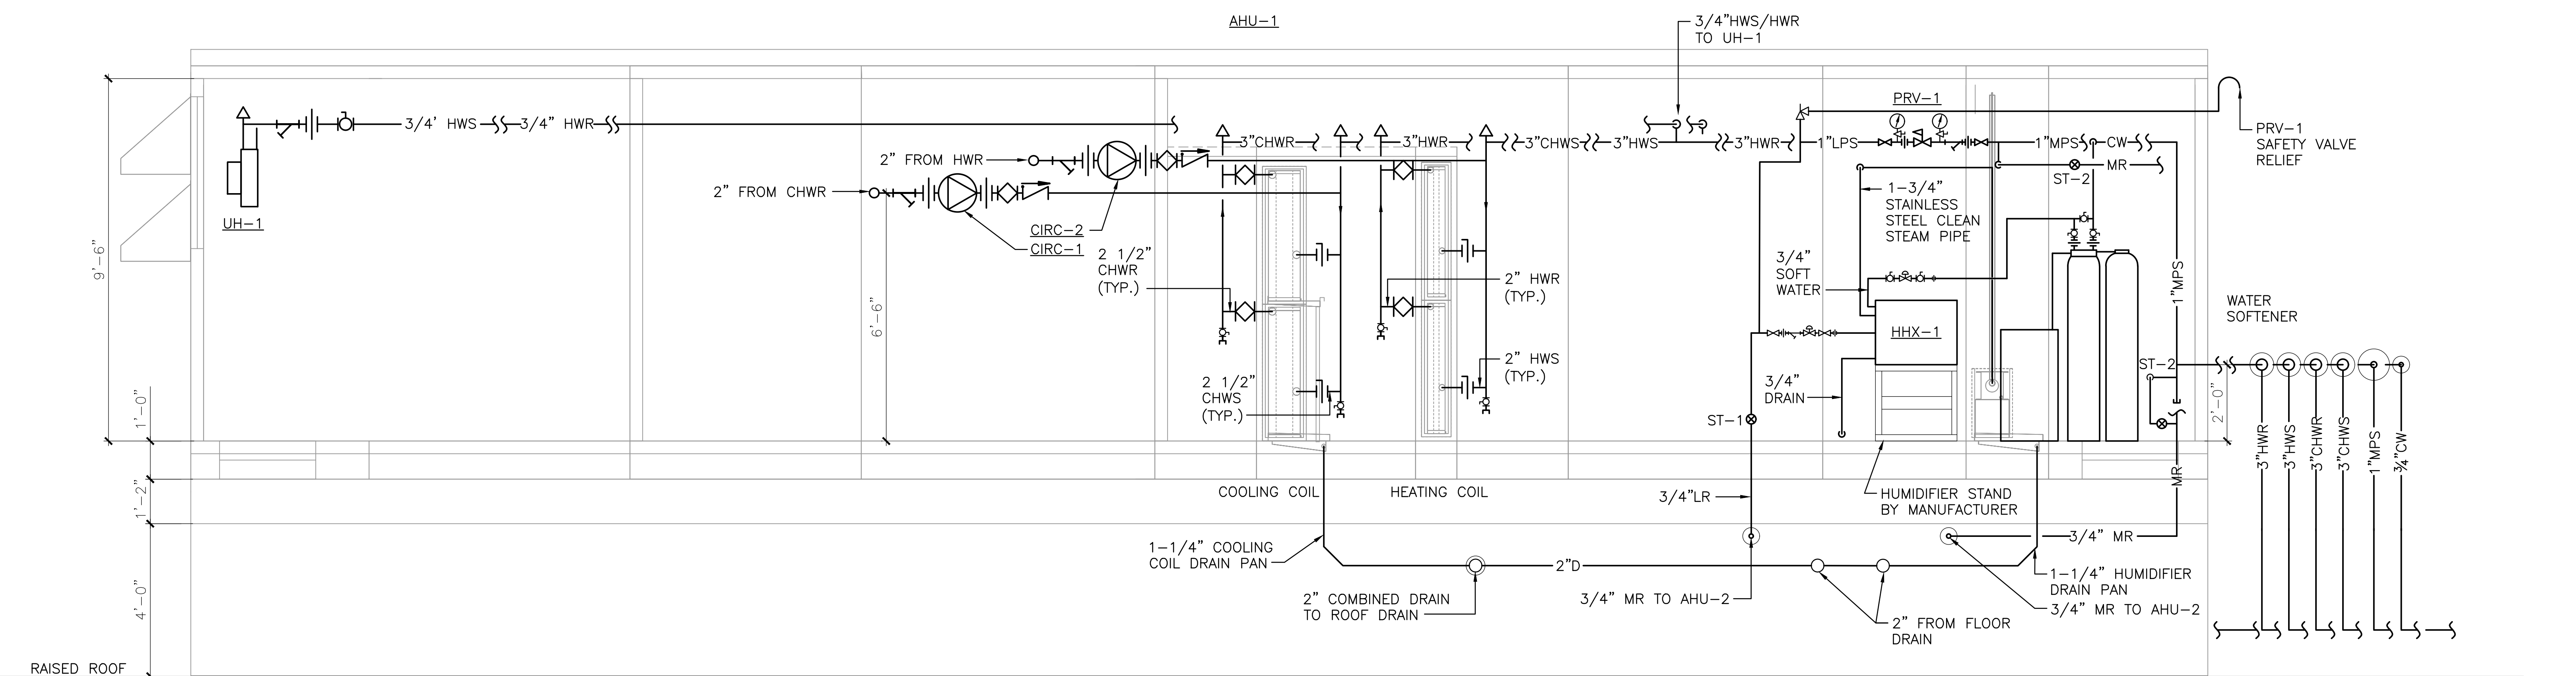 AHU-1
3/4"HWS/HWR
TO UH-1
PRV-1
3/4' HWS
3/4" HWR
2" FROM HWR
2" FROM CHWR
3"CHWR
3"HWR
3"CHWS
3"HWS
3"HWR
1"LPS
1"MPS
CW
MR
ST-2
PRV-1
SAFETY VALVE
RELIEF
UH-1
CIRC-2
CIRC-1
1-3/4"
STAINLESS
STEEL CLEAN
STEAM PIPE
9'-6"
6'-6"
2 1/2"
CHWR
(TYP.)
2" HWR
(TYP.)
3/4"
SOFT
WATER
1"MPS
WATER
SOFTENER
HHX-1
2" HWS
(TYP.)
2 1/2"
CHWS
(TYP.)
3/4"
DRAIN
ST-1
ST-2
2'-0"
1'-0"
3"HWR
3"HWS
3"CHWR
3"CHWS
1"MPS
3/4"CW
MR
1'-2"
COOLING COIL
HEATING COIL
3/4"LR
HUMIDIFIER STAND
BY MANUFACTURER
3/4" MR
1-1/4" COOLING
COIL DRAIN PAN
2"D
1-1/4" HUMIDIFIER
DRAIN PAN
4'-0"
2" COMBINED DRAIN
TO ROOF DRAIN
3/4" MR TO AHU-2
3/4" MR TO AHU-2
2" FROM FLOOR
DRAIN
RAISED ROOF